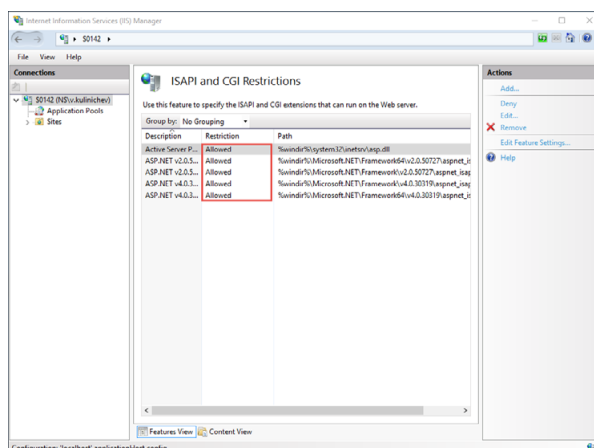 Internet Information Services (IIS) Manager
S0142
File View Help
Connections
S0142 (NS\v.kulinichev)
Application Pools
Sites
ISAPI and CGI Restrictions
Use this feature to specify the ISAPI and CGI extensions that can run on the Web server.
Group by: No Grouping
Description Restriction Path
Active Server P... Allowed %windir%\system32\inetsrv\asp.dll
ASP.NET v2.0.5... Allowed %windir%\Microsoft.NET\Framework64\v2.0.50727\aspnet_is
ASP.NET v2.0.5... Allowed %windir%\Microsoft.NET\Framework\v2.0.50727\aspnet_isap
ASP.NET v4.0.3... Allowed %windir%\Microsoft.NET\Framework\v4.0.30319\aspnet_isap
ASP.NET v4.0.3... Allowed %windir%\Microsoft.NET\Framework64\v4.0.30319\aspnet_is
Features View Content View
Actions
Add...
Deny
Edit...
Remove
Edit Feature Settings...
Help
Configuration: 'localhost' applicationHost.config